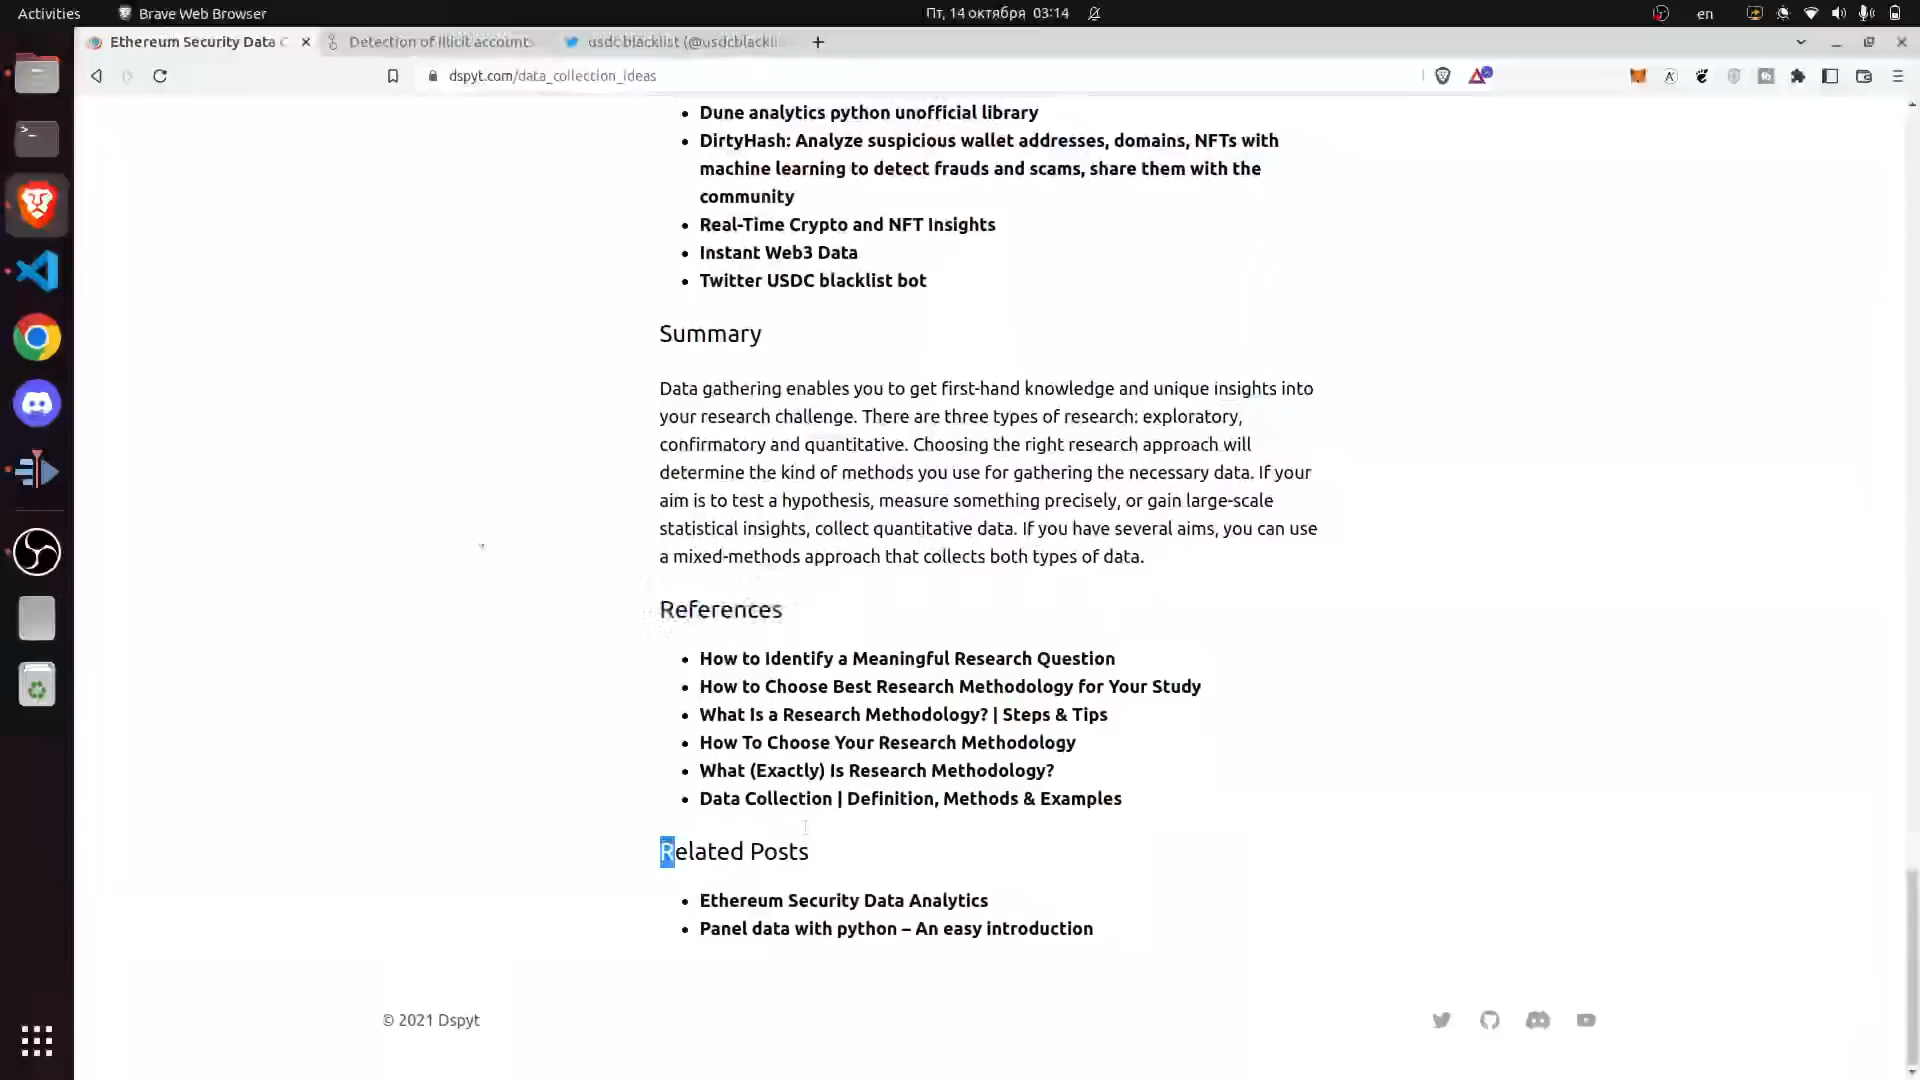 Activities
Brave Web Browser
Пт, 14 октября 03:14
en
Ethereum Security Data C
Detection of illicit accounts
usdc blacklist (@usdcblackli
dspyt.com/data_collection_ideas
• Dune analytics python unofficial library
• DirtyHash: Analyze suspicious wallet addresses, domains, NFTs with
machine learning to detect frauds and scams, share them with the
community
• Real-Time Crypto and NFT Insights
• Instant Web3 Data
• Twitter USDC blacklist bot
Summary
Data gathering enables you to get first-hand knowledge and unique insights into
your research challenge. There are three types of research: exploratory,
confirmatory and quantitative. Choosing the right research approach will
determine the kind of methods you use for gathering the necessary data. If your
aim is to test a hypothesis, measure something precisely, or gain large-scale
statistical insights, collect quantitative data. If you have several aims, you can use
a mixed-methods approach that collects both types of data.
References
• How to Identify a Meaningful Research Question
• How to Choose Best Research Methodology for Your Study
• What Is a Research Methodology? | Steps & Tips
• How To Choose Your Research Methodology
• What (Exactly) Is Research Methodology?
• Data Collection | Definition, Methods & Examples
Related Posts
• Ethereum Security Data Analytics
• Panel data with python – An easy introduction
© 2021 Dspyt